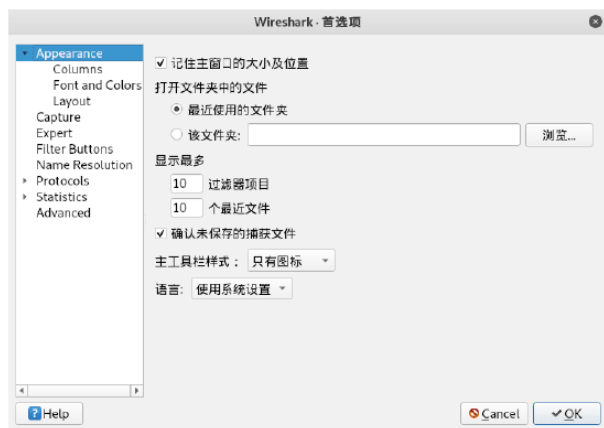 Wireshark · 首选项
Appearance
Columns
Font and Colors
Layout
Capture
Expert
Filter Buttons
Name Resolution
Protocols
Statistics
Advanced
记住主窗口的大小及位置
打开文件夹中的文件
最近使用的文件夹
该文件夹: 浏览...
显示最多
10 过滤器项目
10 个最近文件
确认未保存的捕获文件
主工具栏样式: 只有图标
语言: 使用系统设置
Help
Cancel
OK